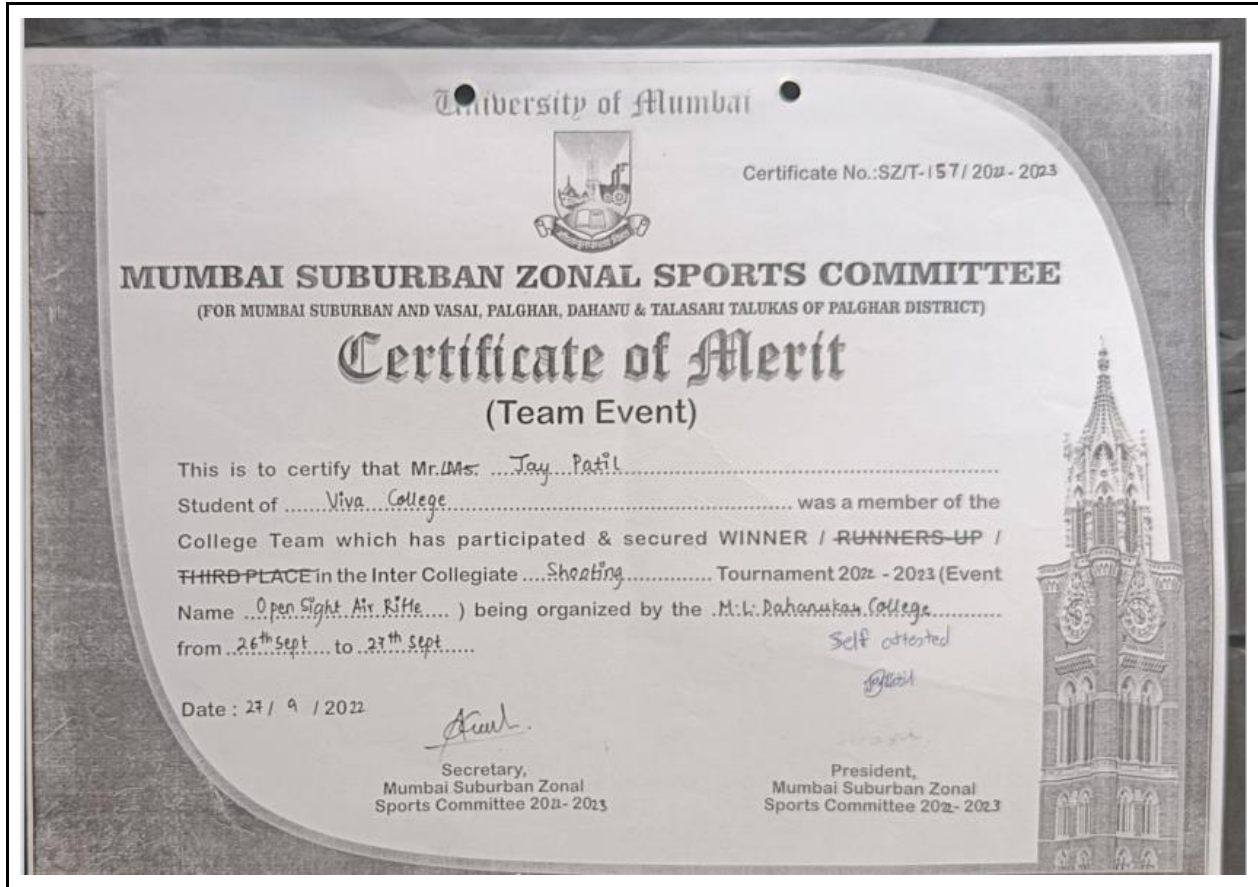 University of Mumbai
Certificate No.:SZ/T-157/2022-2023
MUMBAI SUBURBAN ZONAL SPORTS COMMITTEE
(FOR MUMBAI SUBURBAN AND VASAI, PALGHAR, DAHANU & TALASARI TALUKAS OF PALGHAR DISTRICT)
Certificate of Merit
(Team Event)
This is to certify that Mr./Ms. Jay Patil
Student of Viva College was a member of the
College Team which has participated & secured WINNER / RUNNERS-UP /
THIRD PLACE in the Inter Collegiate Shooting Tournament 2022 - 2023 (Event
Name Open Sight Air Rifle ) being organized by the M.L. Dahanukar College
from 26th Sept to 27th Sept
Self attested
Date : 27 / 9 / 2022
Secretary,
Mumbai Suburban Zonal
Sports Committee 2022-2023
President,
Mumbai Suburban Zonal
Sports Committee 2022-2023